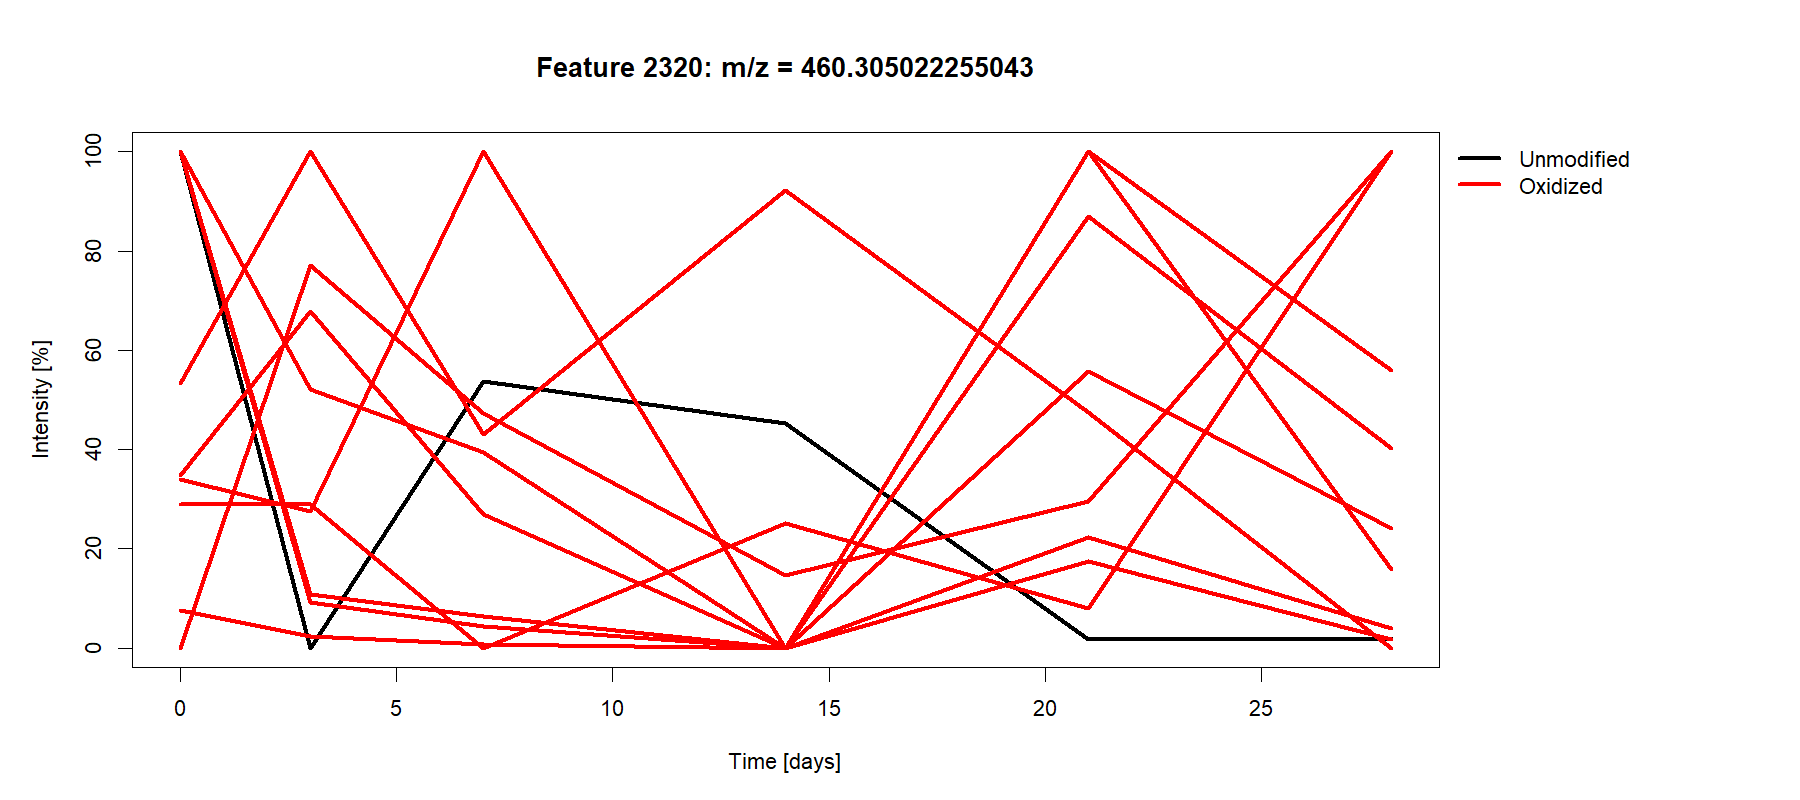 Feature 2320: m/z = 460.305022255043
Unmodified
Oxidized
Intensity [%]
100
80
60
40
20
0
0 5 10 15 20 25
Time [days]